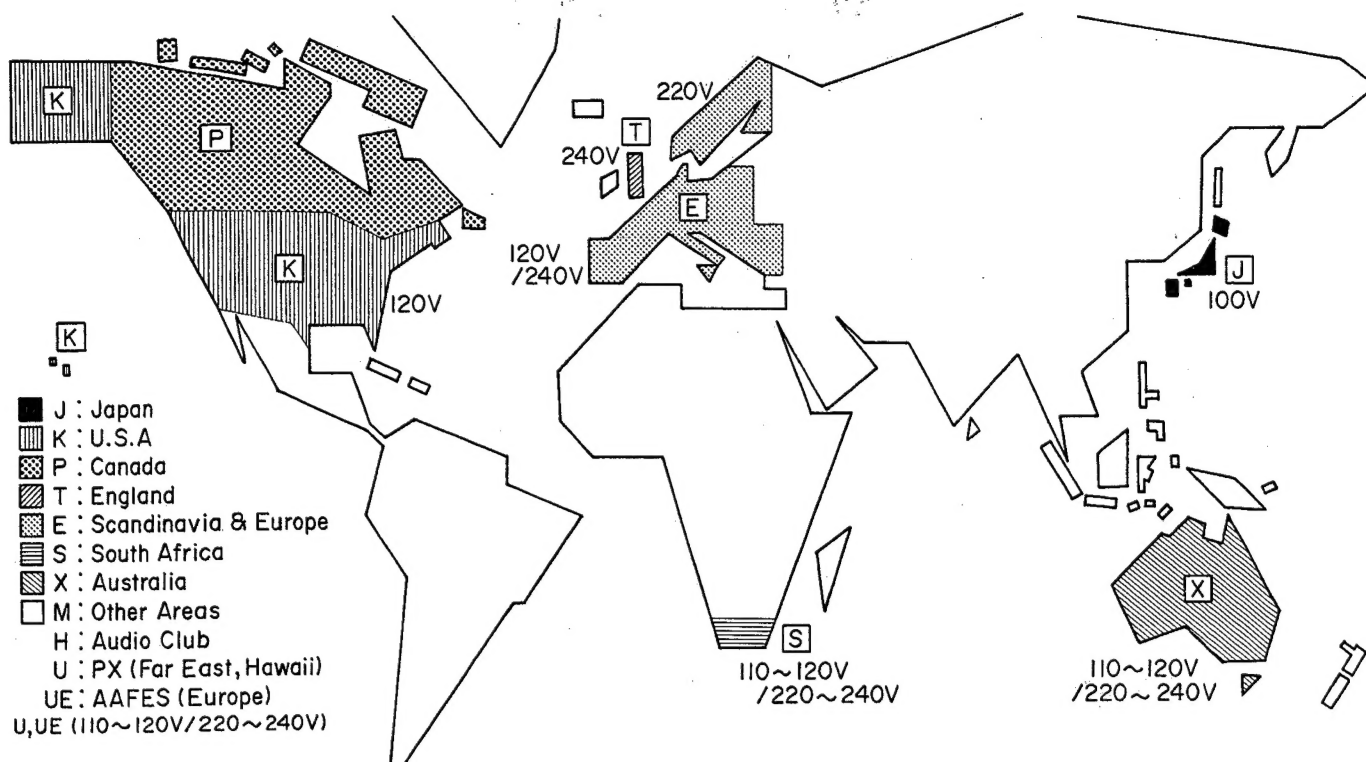 K
P
K
120V
K
220V
T
240V
E
120V
/240V
J
100V
J : Japan
K : U.S.A
P : Canada
T : England
E : Scandinavia & Europe
S : South Africa
X : Australia
M : Other Areas
H : Audio Club
U : PX (Far East, Hawaii)
UE : AAFES (Europe)
U,UE (110~120V/220~240V)
S
110~120V
/220~240V
X
110~120V
/220~240V